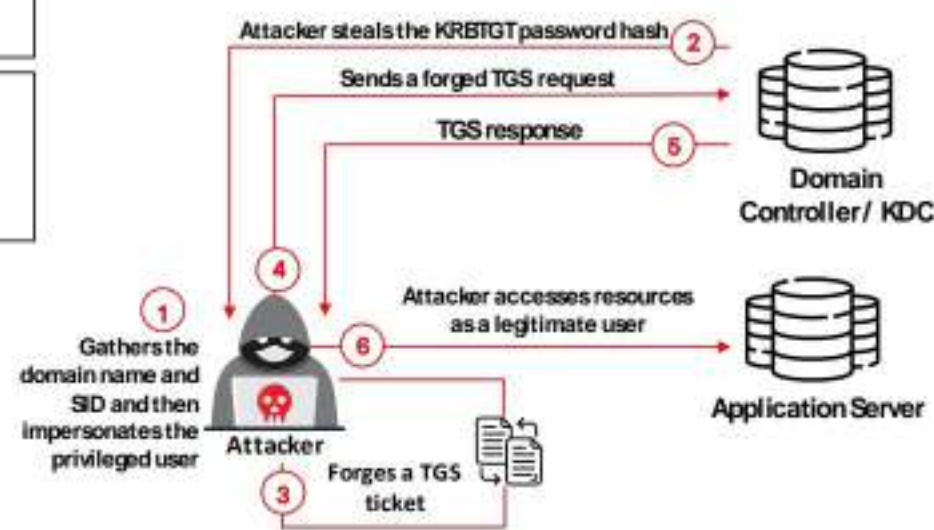 Attacker steals the KRBTGT password hash
2
Sends a forged TGS request
TGS response
5
Domain
Controller / KDC
4
1
Gathers the
domain name and
SID and then
impersonates the
privileged user
Attacker accesses resources
as a legitimate user
6
Application Server
Attacker
3
Forges a TGS
ticket